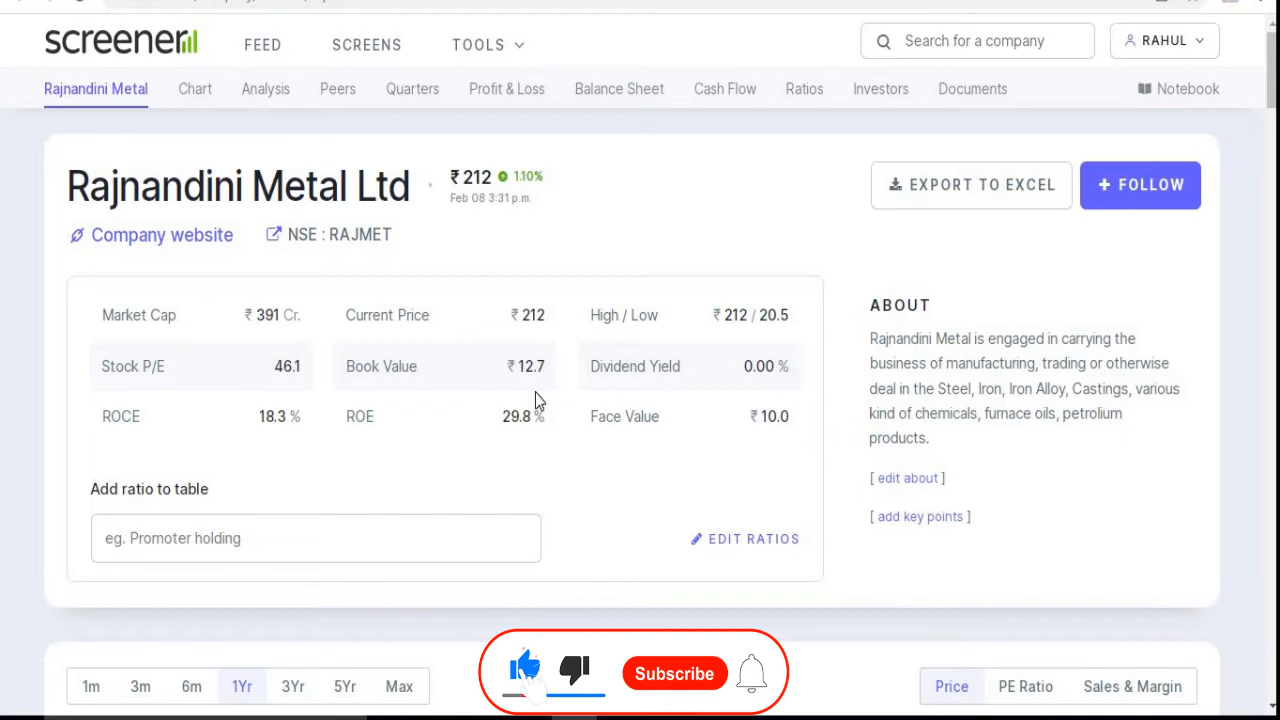 screener
FEED
SCREENS
TOOLS
Search for a company
RAHUL
Rajnandini Metal
Chart
Analysis
Peers
Quarters
Profit & Loss
Balance Sheet
Cash Flow
Ratios
Investors
Documents
Notebook
Rajnandini Metal Ltd
₹ 212 1.10%
Feb 08 3:31 p.m.
EXPORT TO EXCEL
+ FOLLOW
Company website
NSE : RAJMET
Market Cap ₹ 391 Cr.
Current Price ₹ 212
High / Low ₹ 212 / 20.5
Stock P/E 46.1
Book Value ₹ 12.7
Dividend Yield 0.00 %
ROCE 18.3 %
ROE 29.8 %
Face Value ₹ 10.0
Add ratio to table
eg. Promoter holding
EDIT RATIOS
ABOUT
Rajnandini Metal is engaged in carrying the
business of manufacturing, trading or otherwise
deal in the Steel, Iron, Iron Alloy, Castings, various
kind of chemicals, furnace oils, petrolium
products.
[ edit about ]
[ add key points ]
1m 3m 6m 1Yr 3Yr 5Yr Max
Subscribe
Price PE Ratio Sales & Margin